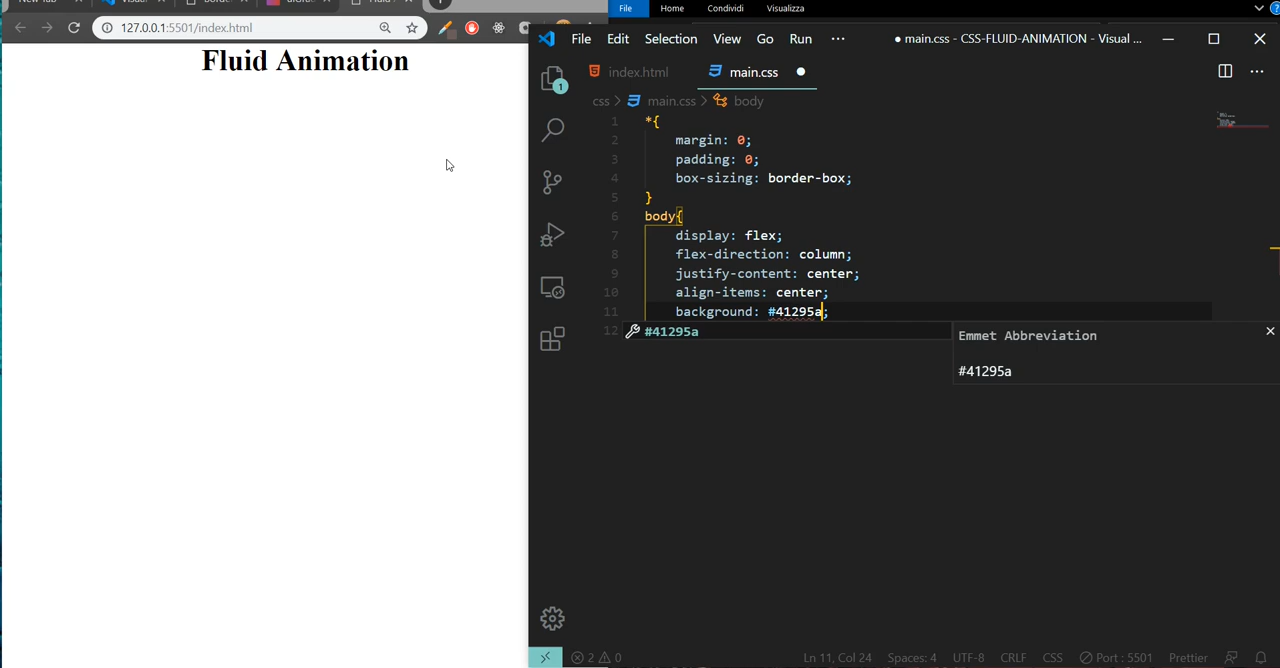 File Home Condividi Visualizza
127.0.0.1:5501/index.html
File Edit Selection View Go Run ··· ● main.css - CSS-FLUID-ANIMATION - Visual ...
Fluid Animation
index.html main.css
1
css > main.css > body
1 *{
2 margin: 0;
3 padding: 0;
4 box-sizing: border-box;
5 }
6 body{
7 display: flex;
8 flex-direction: column;
9 justify-content: center;
10 align-items: center;
11 background: #41295a;
12 #41295a
Emmet Abbreviation
#41295a
2 0 Ln 11, Col 24 Spaces: 4 UTF-8 CRLF CSS Port : 5501 Prettier